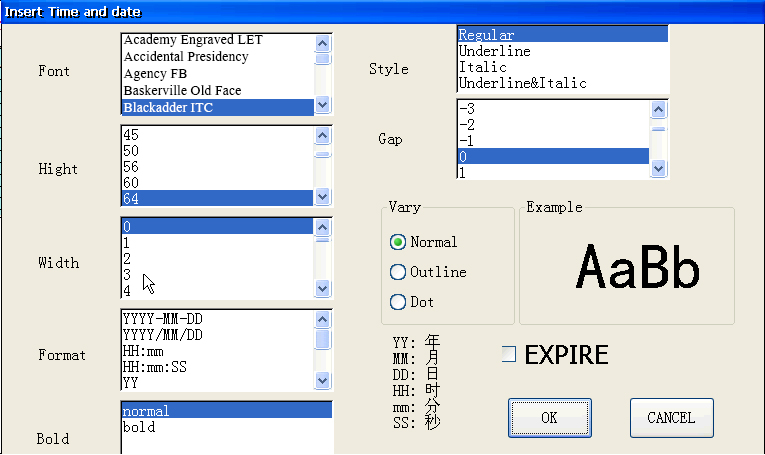 Insert Time and date
Font
Academy Engraved LET
Accidental Presidency
Agency FB
Baskerville Old Face
Blackadder ITC
Style
Regular
Underline
Italic
Underline&Italic
Hight
45
50
56
60
64
Gap
-3
-2
-1
0
1
Width
0
1
2
3
4
Vary
Normal
Outline
Dot
Example
AaBb
Format
YYYY-MM-DD
YYYY/MM/DD
HH:mm
HH:mm:SS
YY
YY: 年
MM: 月
DD: 日
HH: 时
mm: 分
SS: 秒
EXPIRE
Bold
normal
bold
OK
CANCEL